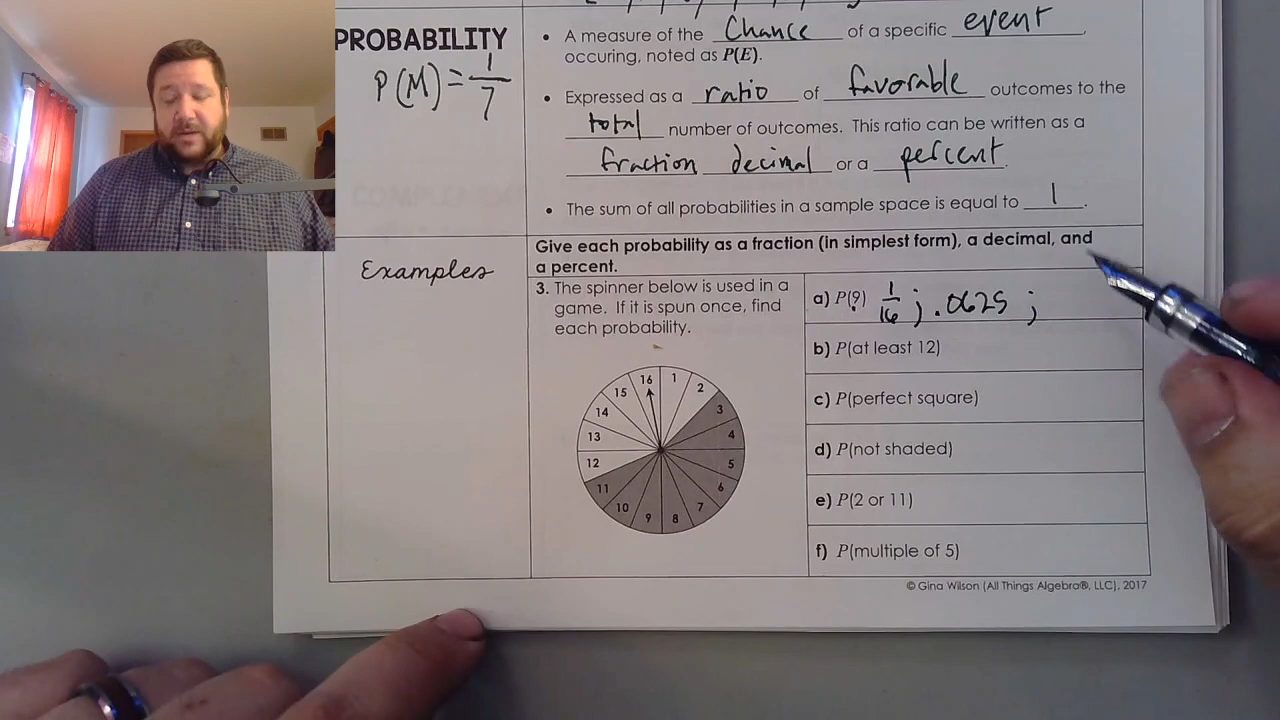 PROBABILITY
P(M) = 1/7
• A measure of the Chance of a specific event,
occuring, noted as P(E).
• Expressed as a ratio of favorable outcomes to the
total number of outcomes. This ratio can be written as a
fraction decimal or a percent.
• The sum of all probabilities in a sample space is equal to 1.
Examples
Give each probability as a fraction (in simplest form), a decimal, and
a percent.
3. The spinner below is used in a
game. If it is spun once, find
each probability.
16 1 2 3 4 5 6 7 8 9 10 11 12 13 14 15
a) P(9) 1/16 ; .0625 ;
b) P(at least 12)
c) P(perfect square)
d) P(not shaded)
e) P(2 or 11)
f) P(multiple of 5)
© Gina Wilson (All Things Algebra®, LLC), 2017